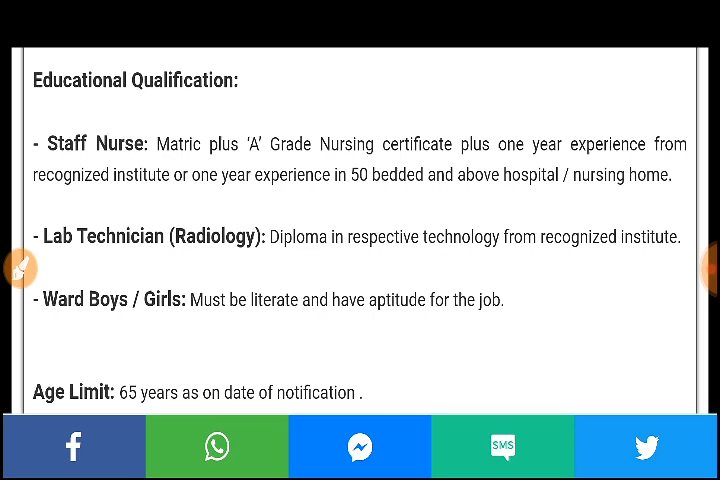 Educational Qualification:
- Staff Nurse: Matric plus ‘A’ Grade Nursing certificate plus one year experience from
recognized institute or one year experience in 50 bedded and above hospital / nursing home.
- Lab Technician (Radiology): Diploma in respective technology from recognized institute.
- Ward Boys / Girls: Must be literate and have aptitude for the job.
Age Limit: 65 years as on date of notification .
SMS